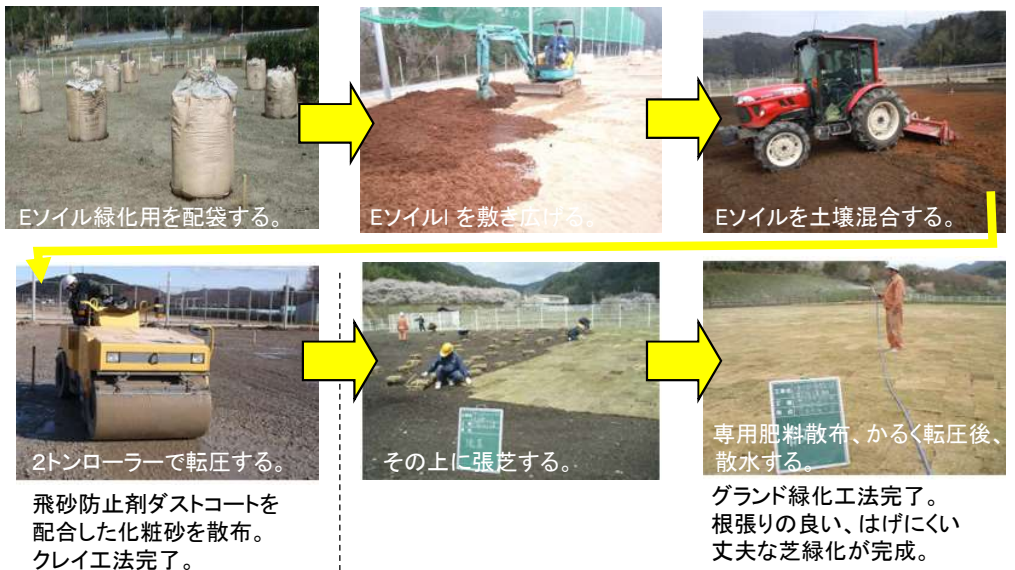 Eソイル緑化用を配袋する。
EソイルⅠを敷き広げる。
Eソイルを土壌混合する。
2トンローラーで転圧する。
その上に張芝する。
専用肥料散布、かるく転圧後、
散水する。
飛砂防止剤ダストコートを
配合した化粧砂を散布。
クレイ工法完了。
グランド緑化工法完了。
根張りの良い、はげにくい
丈夫な芝緑化が完成。